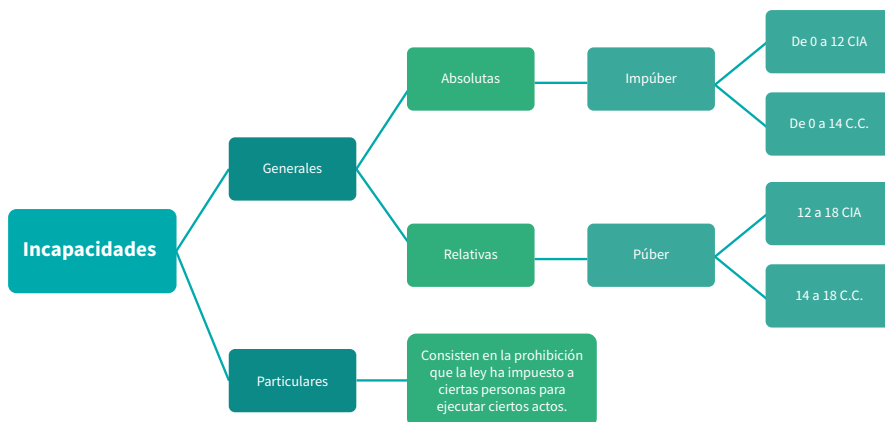 Incapacidades
Generales
Absolutas
Impúber
De 0 a 12 CIA
De 0 a 14 C.C.
Relativas
Púber
12 a 18 CIA
14 a 18 C.C.
Particulares
Consisten en la prohibición
que la ley ha impuesto a
ciertas personas para
ejecutar ciertos actos.